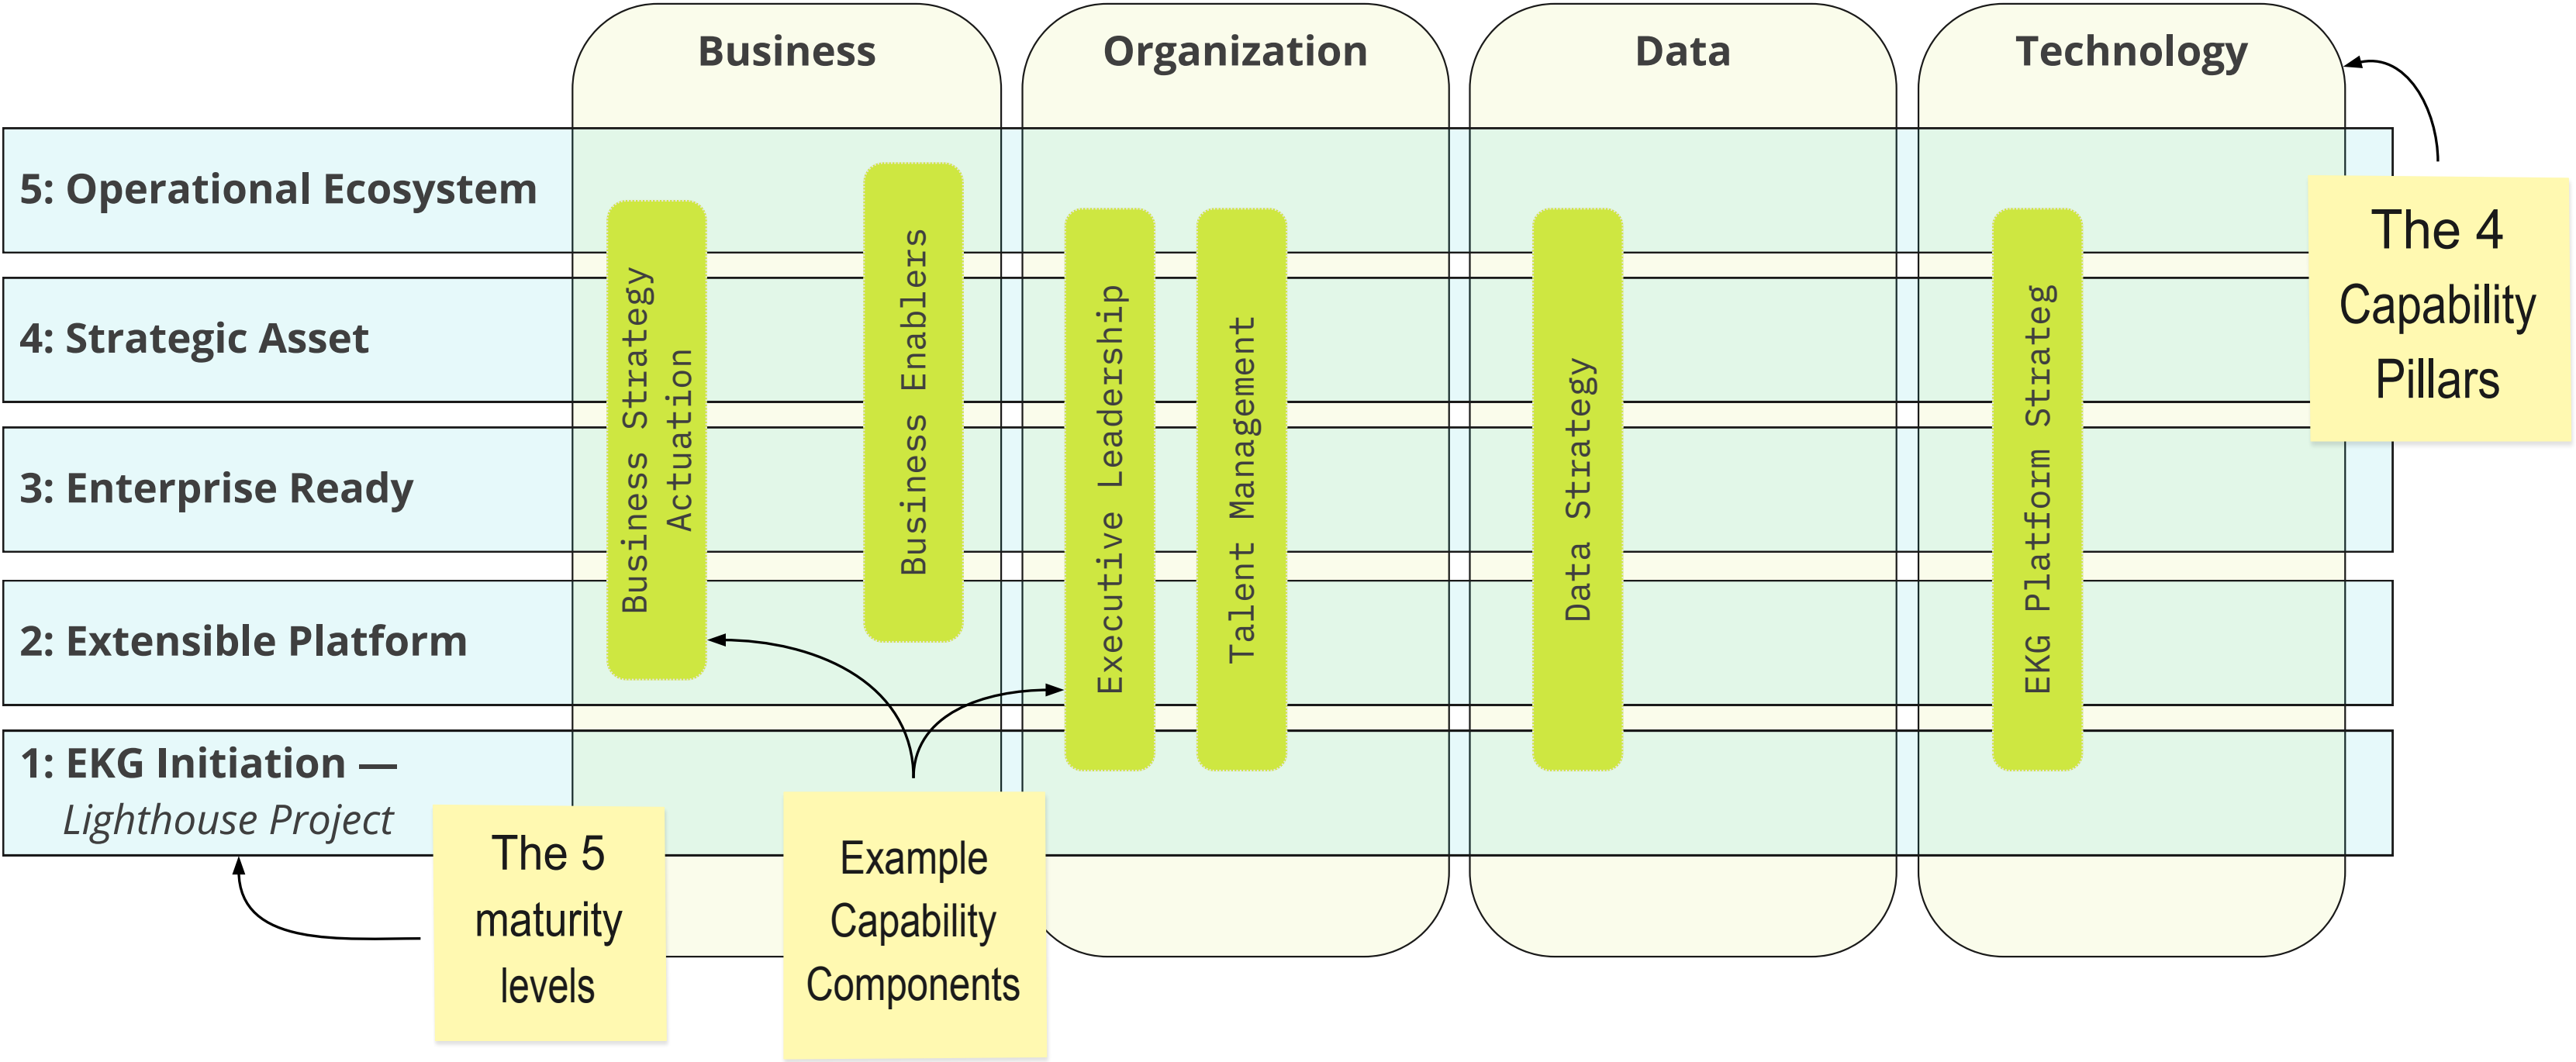 Business
Organization
Data
Technology
5: Operational Ecosystem
4: Strategic Asset
3: Enterprise Ready
2: Extensible Platform
1: EKG Initiation —
Lighthouse Project
Business Strategy
Actuation
Business Enablers
Executive Leadership
Talent Management
Data Strategy
EKG Platform Strateg
The 4
Capability
Pillars
The 5
maturity
levels
Example
Capability
Components